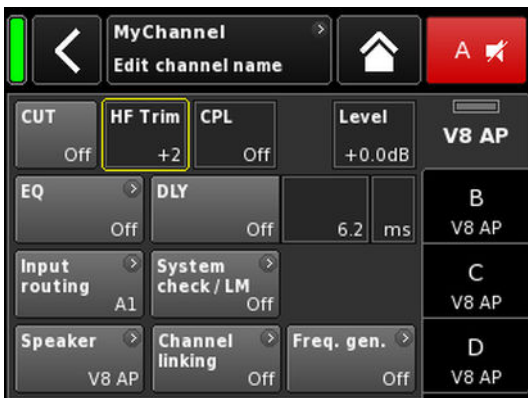 MyChannel
Edit channel name
A
CUT
Off
HF Trim
+2
CPL
Off
Level
+0.0dB
V8 AP
EQ
Off
DLY
Off
6.2
ms
B
V8 AP
Input
routing
A1
System
check / LM
Off
C
V8 AP
Speaker
V8 AP
Channel
linking
Off
Freq. gen.
Off
D
V8 AP